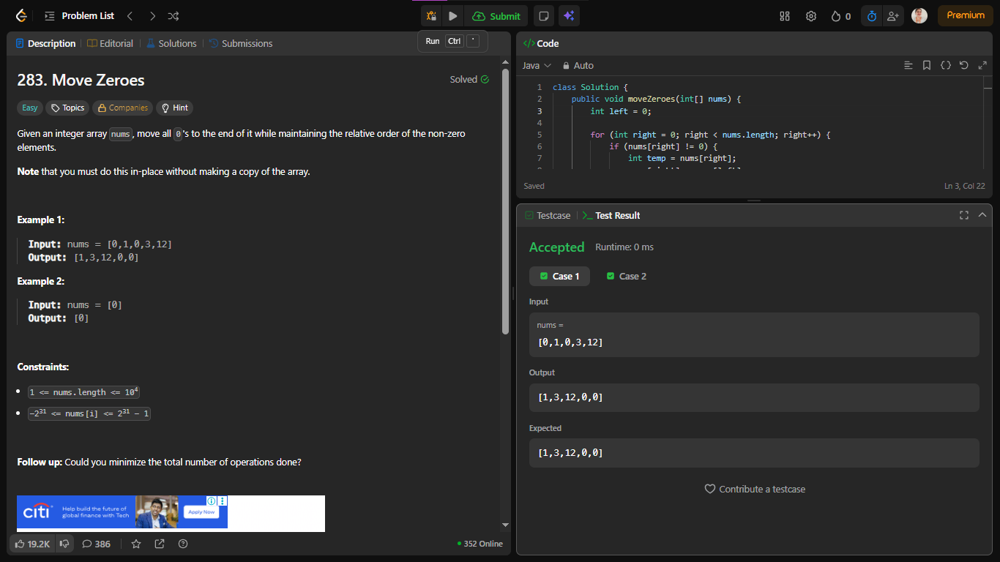 Problem List
Submit
0
Premium
Run Ctrl '
Description Editorial Solutions Submissions
283. Move Zeroes
Solved
Easy Topics Companies Hint
Given an integer array nums, move all 0's to the end of it while maintaining the relative order of the non-zero
elements.
Note that you must do this in-place without making a copy of the array.
Example 1:
Input: nums = [0,1,0,3,12]
Output: [1,3,12,0,0]
Example 2:
Input: nums = [0]
Output: [0]
Constraints:
1 <= nums.length <= 10⁴
-2³¹ <= nums[i] <= 2³¹ - 1
Follow up: Could you minimize the total number of operations done?
citi
Help build the future of
global finance with Tech
Apply Now
19.2K 386
352 Online
</> Code
Java Auto
1 class Solution {
2 public void moveZeroes(int[] nums) {
3 int left = 0;
4
5 for (int right = 0; right < nums.length; right++) {
6 if (nums[right] != 0) {
7 int temp = nums[right];
Saved
Ln 3, Col 22
Testcase >_ Test Result
Accepted Runtime: 0 ms
Case 1 Case 2
Input
nums =
[0,1,0,3,12]
Output
[1,3,12,0,0]
Expected
[1,3,12,0,0]
Contribute a testcase